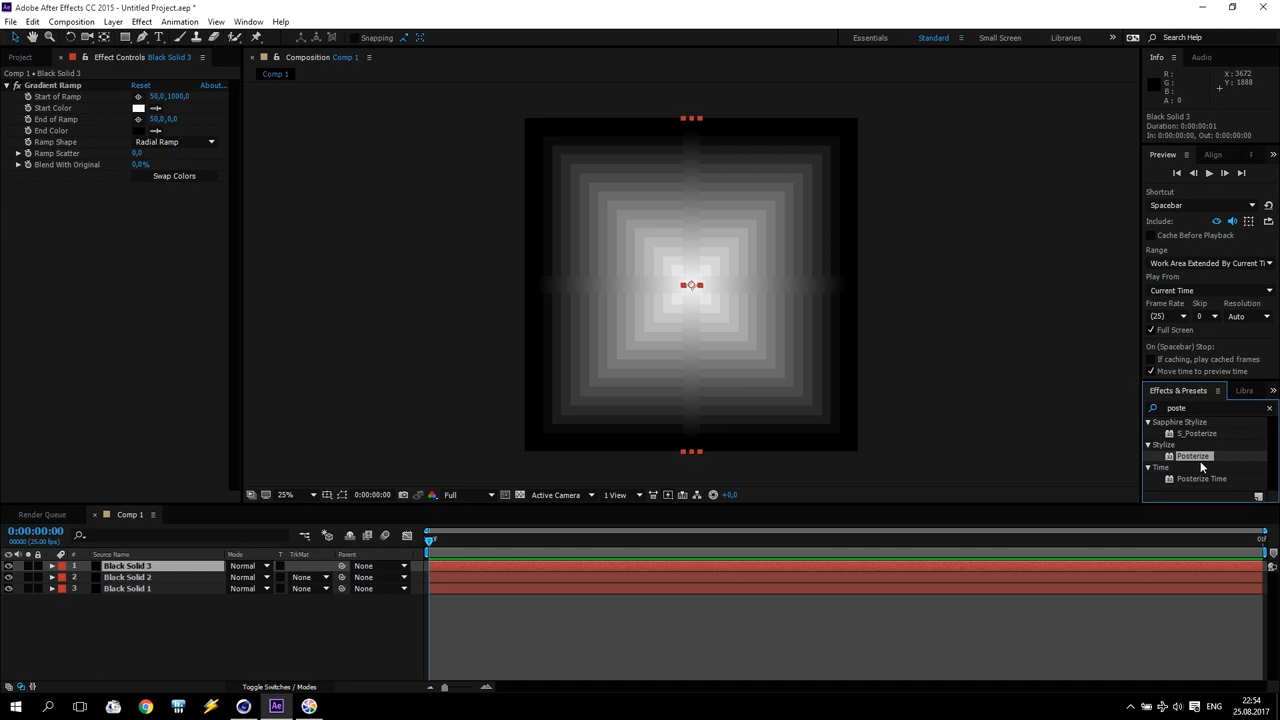 Adobe After Effects CC 2015 - Untitled Project.aep *
File Edit Composition Layer Effect Animation View Window Help
Snapping
Essentials Standard Small Screen Libraries Search Help
Project Effect Controls Black Solid 3
Comp 1 • Black Solid 3
Gradient Ramp Reset About...
Start of Ramp 50,0,1000,0
Start Color
End of Ramp 50,0,0,0
End Color
Ramp Shape Radial Ramp
Ramp Scatter 0,0
Blend With Original 0,0%
Swap Colors
Composition Comp 1
Comp 1
25% 0:00:00:00 Full Active Camera 1 View +0,0
Info Audio
R :
G :
B :
A : 0
X : 3672
Y : 1888
Black Solid 3
Duration: 0:00:00:01
In: 0:00:00:00, Out: 0:00:00:00
Preview Align
Shortcut
Spacebar
Include:
Cache Before Playback
Range
Work Area Extended By Current Ti
Play From
Current Time
Frame Rate Skip Resolution
(25) 0 Auto
Full Screen
On (Spacebar) Stop:
If caching, play cached frames
Move time to preview time
Effects & Presets Libra
poste
Sapphire Stylize
S_Posterize
Stylize
Posterize
Time
Posterize Time
Render Queue Comp 1
0:00:00:00
00000 (25.00 fps)
# Source Name Mode T TrkMat Parent
1 Black Solid 3 Normal None
2 Black Solid 2 Normal None None
3 Black Solid 1 Normal None None
Toggle Switches / Modes
ENG
22:54
25.08.2017